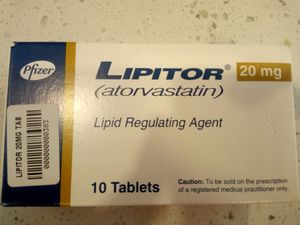 Pfizer
LIPITOR® 20 mg
(atorvastatin)
Lipid Regulating Agent
10 Tablets
Caution: To be sold on the prescription
of a registered medical practitioner only.
LIPITOR 20MG TAB